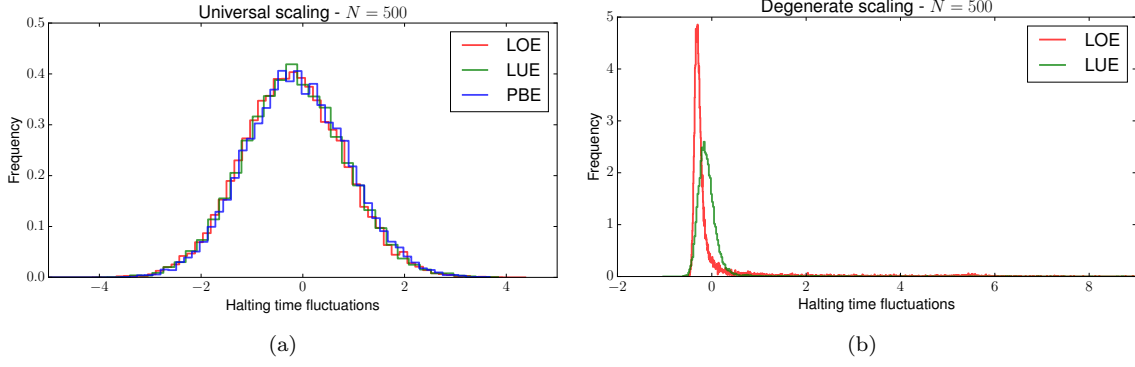 Universal scaling - N = 500
0.5
0.4
0.3
0.2
0.1
0.0
Frequency
LOE
LUE
PBE
−4
−2
0
2
4
Halting time fluctuations
(a)
Degenerate scaling - N = 500
5
4
3
2
1
0
Frequency
LOE
LUE
−2
0
2
4
6
8
Halting time fluctuations
(b)